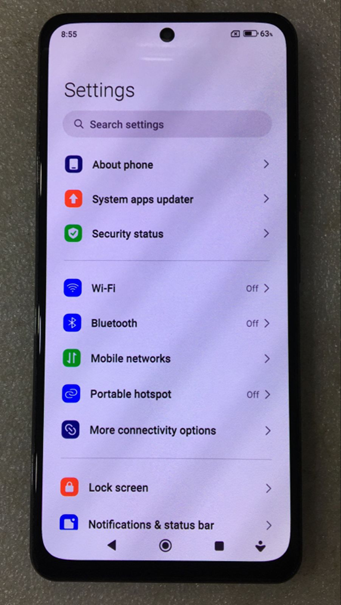 8:55
63%
Settings
Search settings
About phone
System apps updater
Security status
Wi-Fi Off
Bluetooth Off
Mobile networks
Portable hotspot Off
More connectivity options
Lock screen
Notifications & status bar